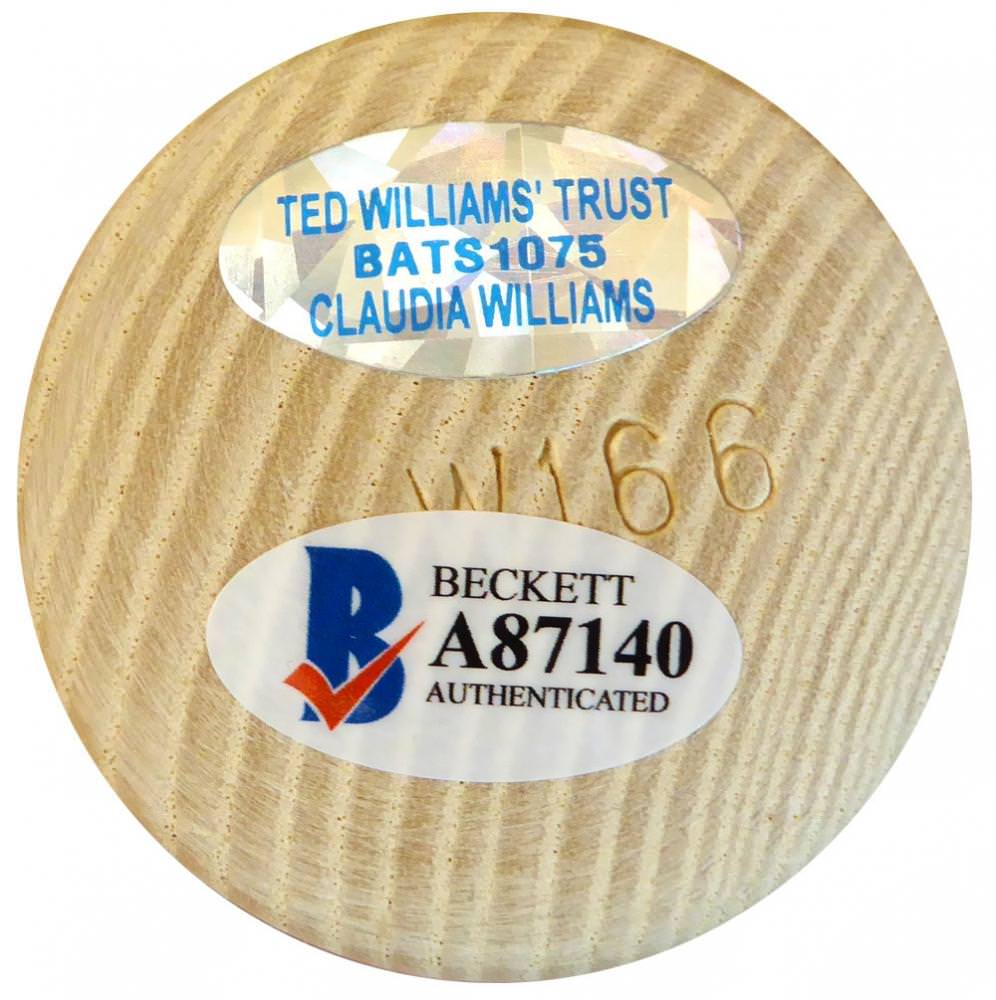 TED WILLIAMS' TRUST
BATS1075
CLAUDIA WILLIAMS
W166
B
BECKETT
A87140
AUTHENTICATED